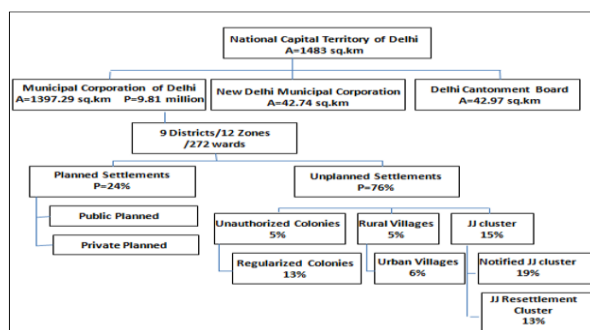 National Capital Territory of Delhi
A=1483 sq.km
Municipal Corporation of Delhi
A=1397.29 sq.km P=9.81 million
New Delhi Municipal Corporation
A=42.74 sq.km
Delhi Cantonment Board
A=42.97 sq.km
9 Districts/12 Zones
/272 wards
Planned Settlements
P=24%
Unplanned Settlements
P=76%
Public Planned
Private Planned
Unauthorized Colonies
5%
Rural Villages
5%
JJ cluster
15%
Regularized Colonies
13%
Urban Villages
6%
Notified JJ cluster
19%
JJ Resettlement
Cluster
13%